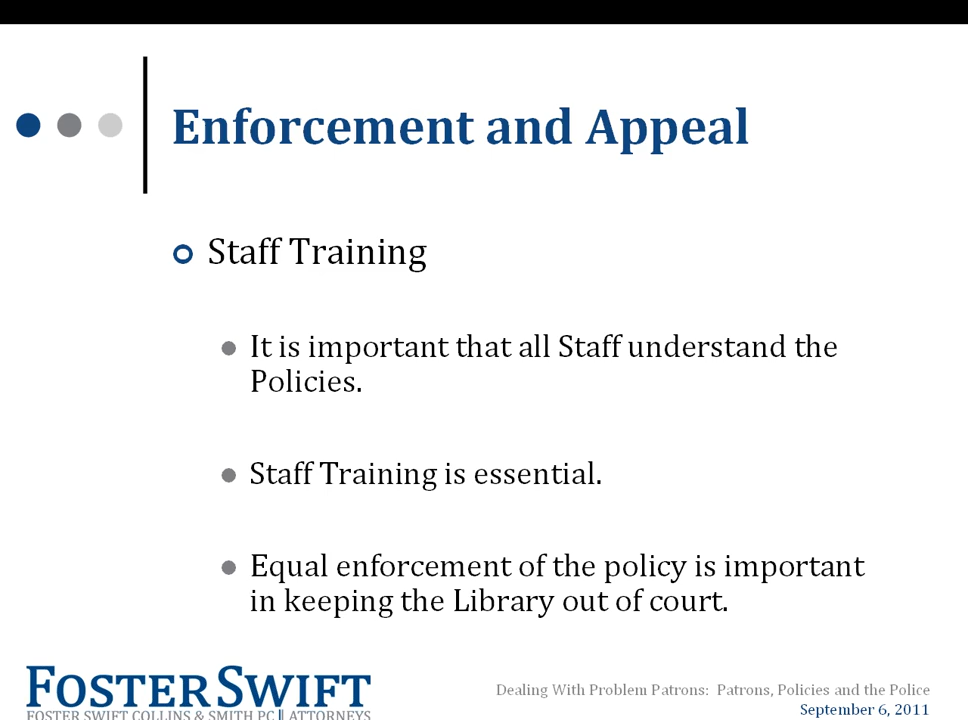 Enforcement and Appeal
Staff Training
It is important that all Staff understand the
Policies.
Staff Training is essential.
Equal enforcement of the policy is important
in keeping the Library out of court.
FOSTER SWIFT
FOSTER SWIFT COLLINS & SMITH PC || ATTORNEYS
Dealing With Problem Patrons: Patrons, Policies and the Police
September 6, 2011